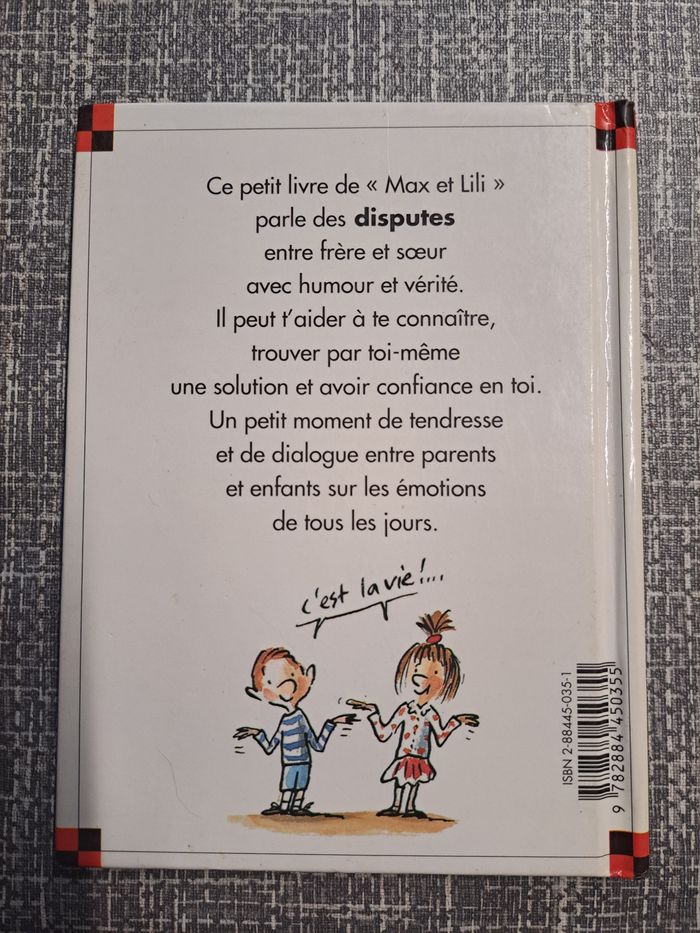 Ce petit livre de « Max et Lili »
parle des disputes
entre frère et sœur
avec humour et vérité.
Il peut t'aider à te connaître,
trouver par toi-même
une solution et avoir confiance en toi.
Un petit moment de tendresse
et de dialogue entre parents
et enfants sur les émotions
de tous les jours.
c'est la vie!...
ISBN 2-88445-035-1
9 782884 450355